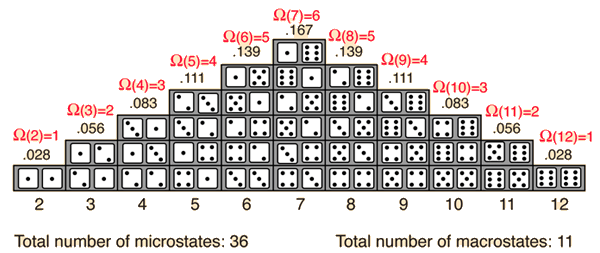 Ω(7)=6
.167
Ω(6)=5
.139
Ω(8)=5
.139
Ω(5)=4
.111
Ω(9)=4
.111
Ω(4)=3
.083
Ω(10)=3
.083
Ω(3)=2
.056
Ω(11)=2
.056
Ω(2)=1
.028
Ω(12)=1
.028
2 3 4 5 6 7 8 9 10 11 12
Total number of microstates: 36 Total number of macrostates: 11